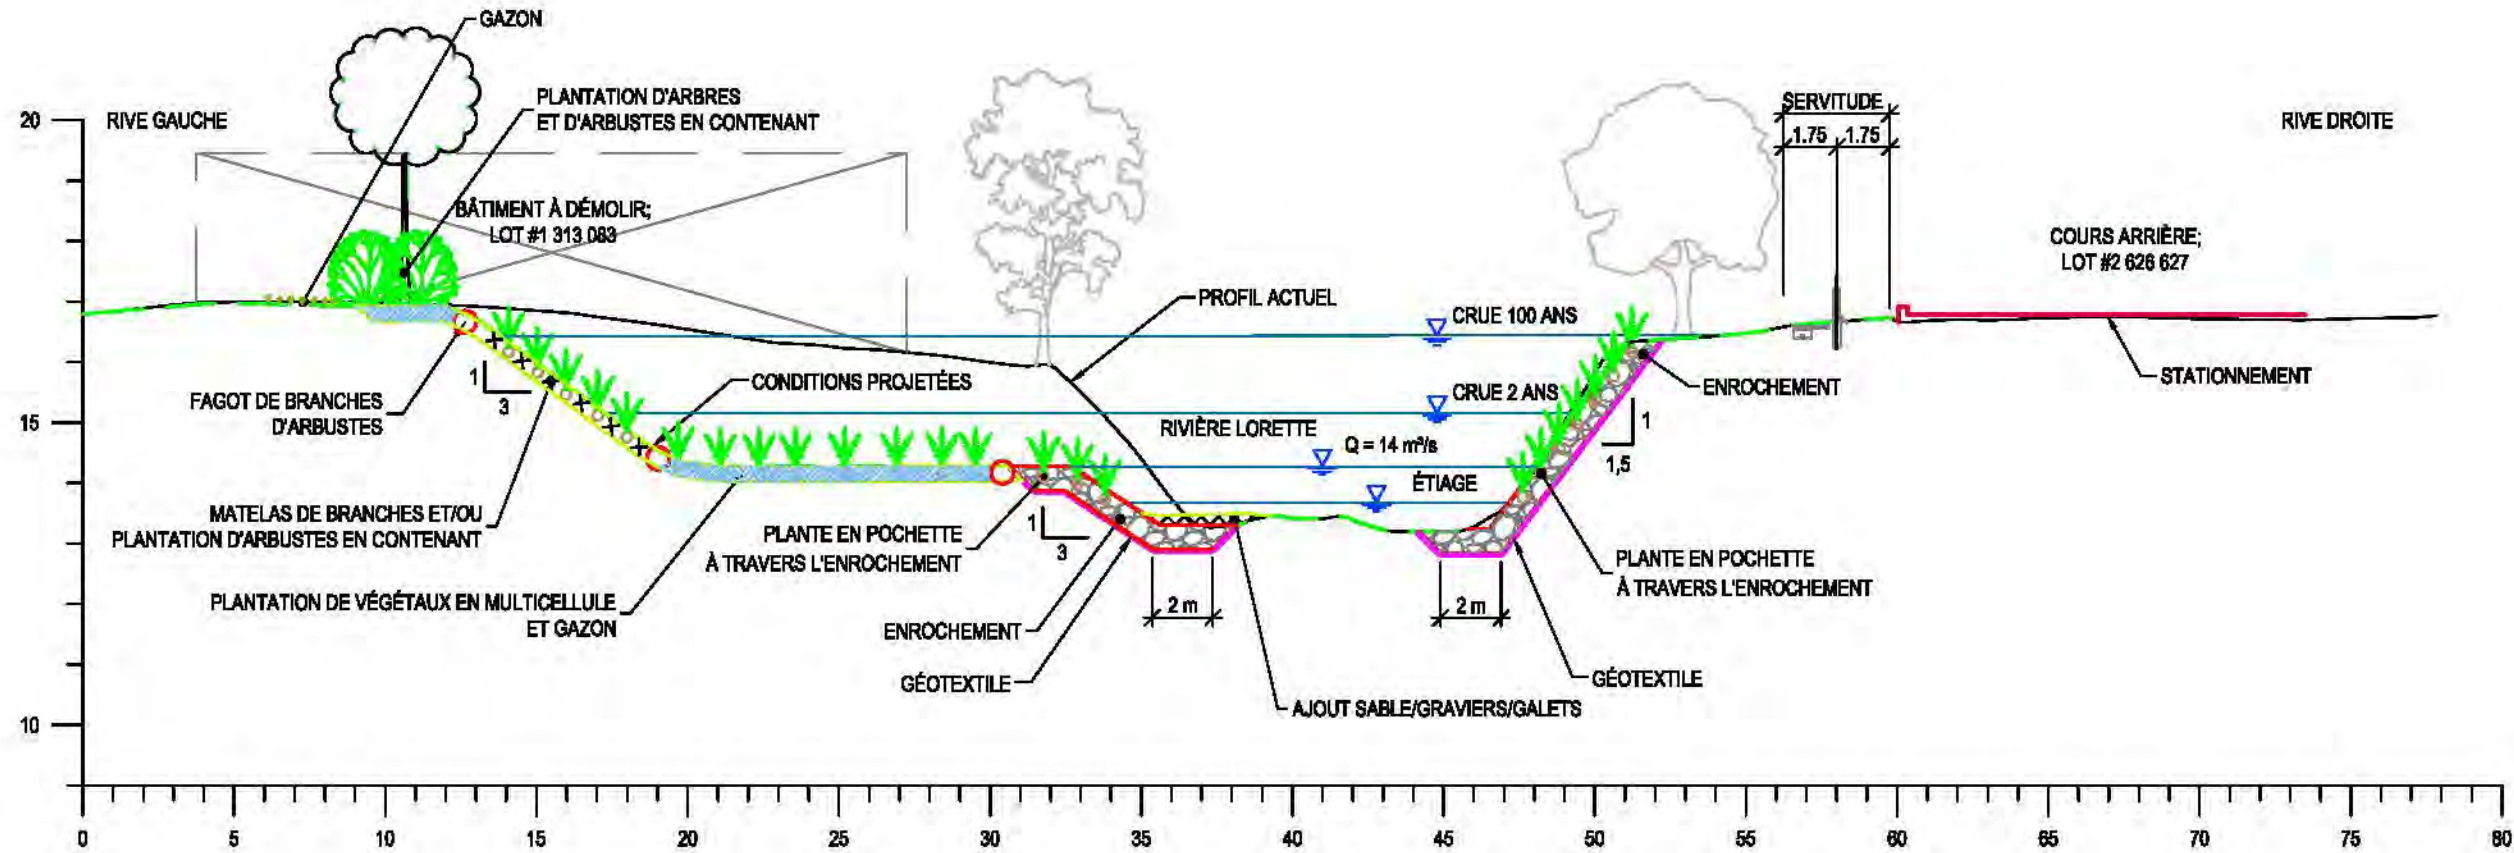 GAZON
PLANTATION D'ARBRES
ET D'ARBUSTES EN CONTENANT
SERVITUDE
1.75
1.75
20
RIVE GAUCHE
RIVE DROITE
BÂTIMENT À DÉMOLIR;
LOT #1 313 083
COURS ARRIÈRE;
LOT #2 626 627
PROFIL ACTUEL
CRUE 100 ANS
CONDITIONS PROJETÉES
CRUE 2 ANS
ENROCHEMENT
STATIONNEMENT
1
3
FAGOT DE BRANCHES
D'ARBUSTES
15
RIVIÈRE LORETTE
Q = 14 m³/s
1
1,5
ÉTIAGE
MATELAS DE BRANCHES ET/OU
PLANTATION D'ARBUSTES EN CONTENANT
PLANTE EN POCHETTE
À TRAVERS L'ENROCHEMENT
1
3
PLANTE EN POCHETTE
À TRAVERS L'ENROCHEMENT
PLANTATION DE VÉGÉTAUX EN MULTICELLULE
ET GAZON
2 m
2 m
ENROCHEMENT
GÉOTEXTILE
GÉOTEXTILE
AJOUT SABLE/GRAVIERS/GALETS
10
0 5 10 15 20 25 30 35 40 45 50 55 60 65 70 75 80